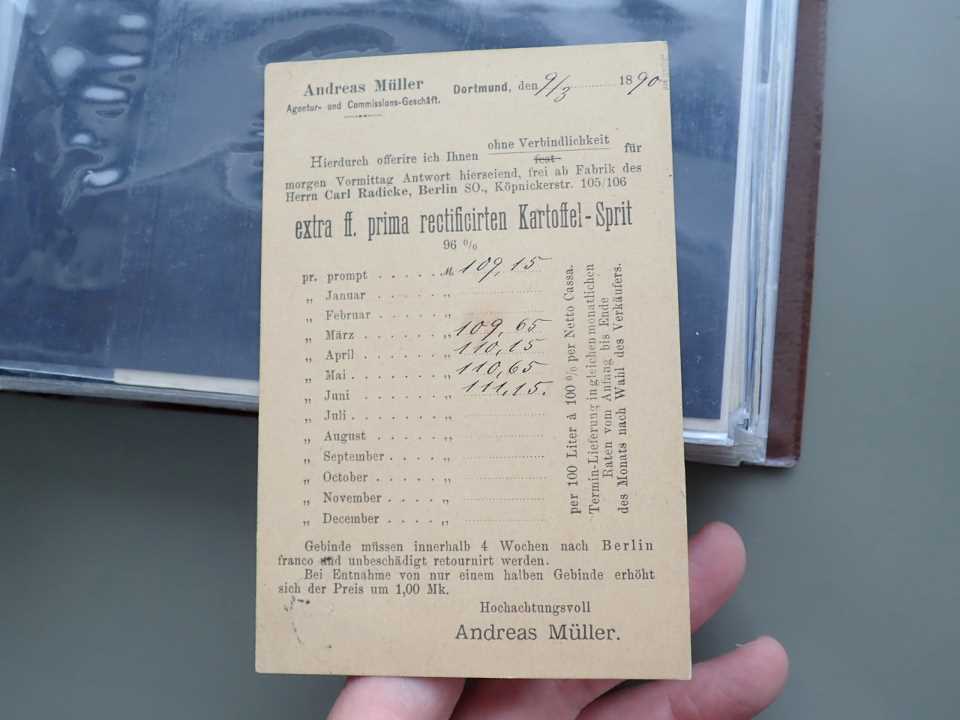 Andreas Müller
Agentur- und Commissions-Geschäft.
Dortmund, den 9/3 1890
Hierdurch offerire ich Ihnen ohne Verbindlichkeit fest für
morgen Vormittag Antwort hierseiend, frei ab Fabrik des
Herrn Carl Radicke, Berlin SO., Köpnickerstr. 105/106
extra ff. prima rectificirten Kartoffel-Sprit
96 %
pr. prompt . . . . . M. 109,15
„ Januar . . . . . „
„ Februar . . . . . „
„ März . . . . . . „ 109,65
„ April . . . . . . „ 110,15
„ Mai . . . . . . . „ 110,65
„ Juni . . . . . . „ 111,15.
„ Juli . . . . . . . „
„ August . . . . . „
„ September . . . . „
„ October . . . . . „
„ November . . . . „
„ December . . . . „
per 100 Liter à 100 % per Netto Cassa.
Termin-Lieferung in gleichen monatlichen
Raten vom Anfang bis Ende
des Monats nach Wahl des Verkäufers.
Gebinde müssen innerhalb 4 Wochen nach Berlin
franco und unbeschädigt retournirt werden.
Bei Entnahme von nur einem halben Gebinde erhöht
sich der Preis um 1,00 Mk.
Hochachtungsvoll
Andreas Müller.